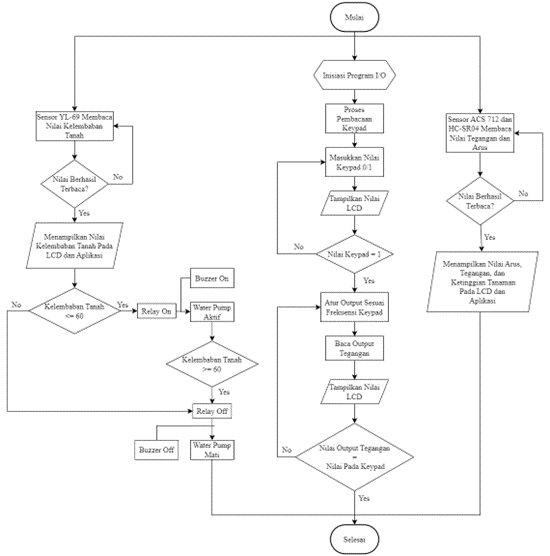 Mulai
Sensor YL-69 Membaca
Nilai Kelembaban
Tanah
No
Nilai Berhasil
Terbaca?
Yes
Menampilkan Nilai
Kelembabas Tanah Pada
LCD dan Aplikasi
No
Kelembaban Tanah
<= 60
Yes
Relay On
Buzzer On
Water Pump
Aktif
Kelembaban Tanah
>= 60
Yes
Relay Off
Buzzer Off
Water Pump
Mati
Inisiasi Program I/O
Proses
Pembacaan
Keypad
Masukkan Nilai
Keypad 0/1
Tampilkan Nilai
LCD
No
Nilai Keypad = 1
Yes
Atur Output Sesuai
Freksensi Keypad
Baca Output
Tegangan
Tampilkan Nilai
LCD
No
Nilai Output Tegangan
=
Nilai Pada Keypad
Yes
Sensor ACS 712 dan
HC-SR04 Membaca
Nilai Tegangan dan
Arus
No
Nilai Berhasil
Terbaca?
Yes
Menampilkan Nilai Arus,
Tegangan, dan
Ketinggian Tanaman
Pada LCD dan
Aplikasi
Selesai